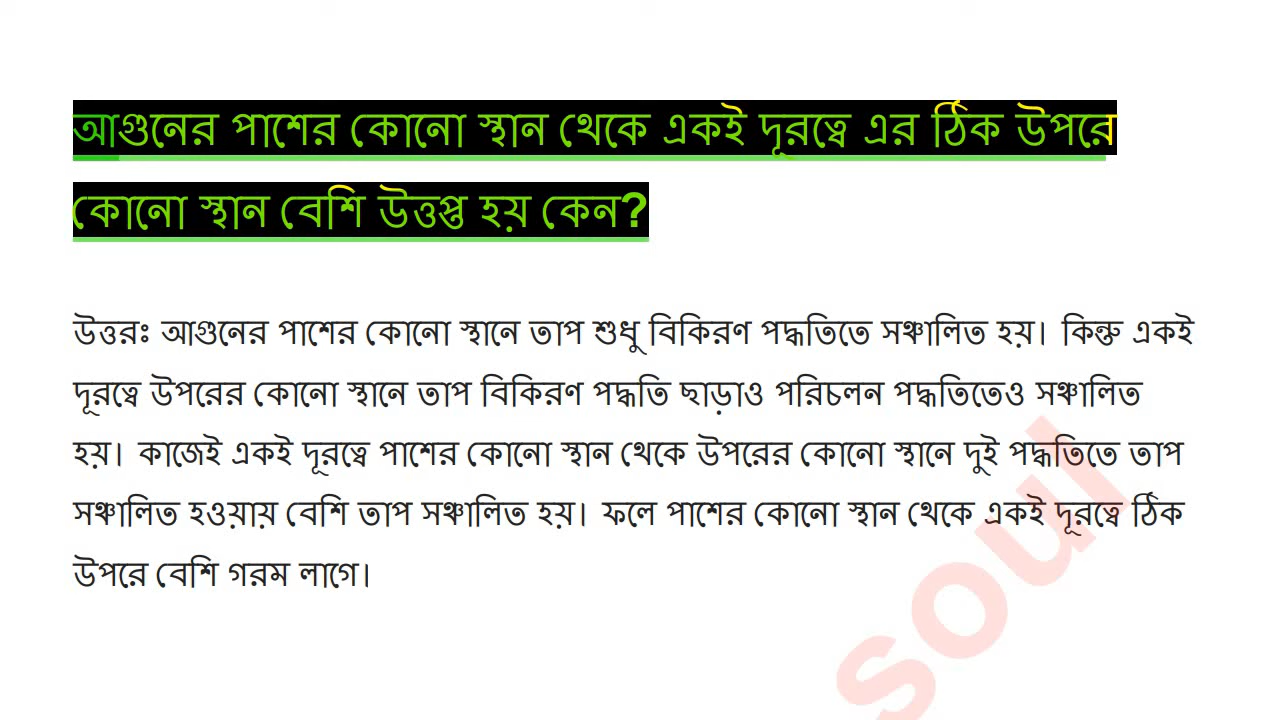 আগুনের পাশের কোনো স্থান থেকে একই দূরত্বে এর ঠিক উপরে
কোনো স্থান বেশি উত্তপ্ত হয় কেন?
উত্তরঃ আগুনের পাশের কোনো স্থানে তাপ শুধু বিকিরণ পদ্ধতিতে সঞ্চালিত হয়। কিন্তু একই
দূরত্বে উপরের কোনো স্থানে তাপ বিকিরণ পদ্ধতি ছাড়াও পরিচলন পদ্ধতিতেও সঞ্চালিত
হয়। কাজেই একই দূরত্বে পাশের কোনো স্থান থেকে উপরের কোনো স্থানে দুই পদ্ধতিতে তাপ
সঞ্চালিত হওয়ায় বেশি তাপ সঞ্চালিত হয়। ফলে পাশের কোনো স্থান থেকে একই দূরত্বে ঠিক
উপরে বেশি গরম লাগে।
soul